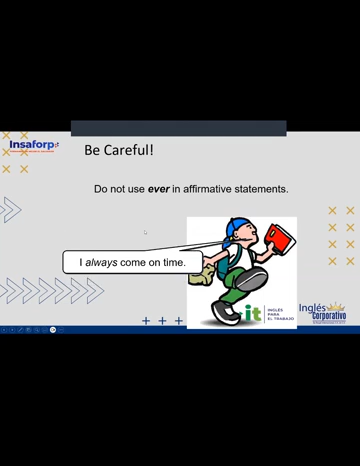 Insaforp
Be Careful!
Do not use ever in affirmative statements.
I always come on time.
it
INGLÉS
PARA
EL TRABAJO
Inglés
Corporativo